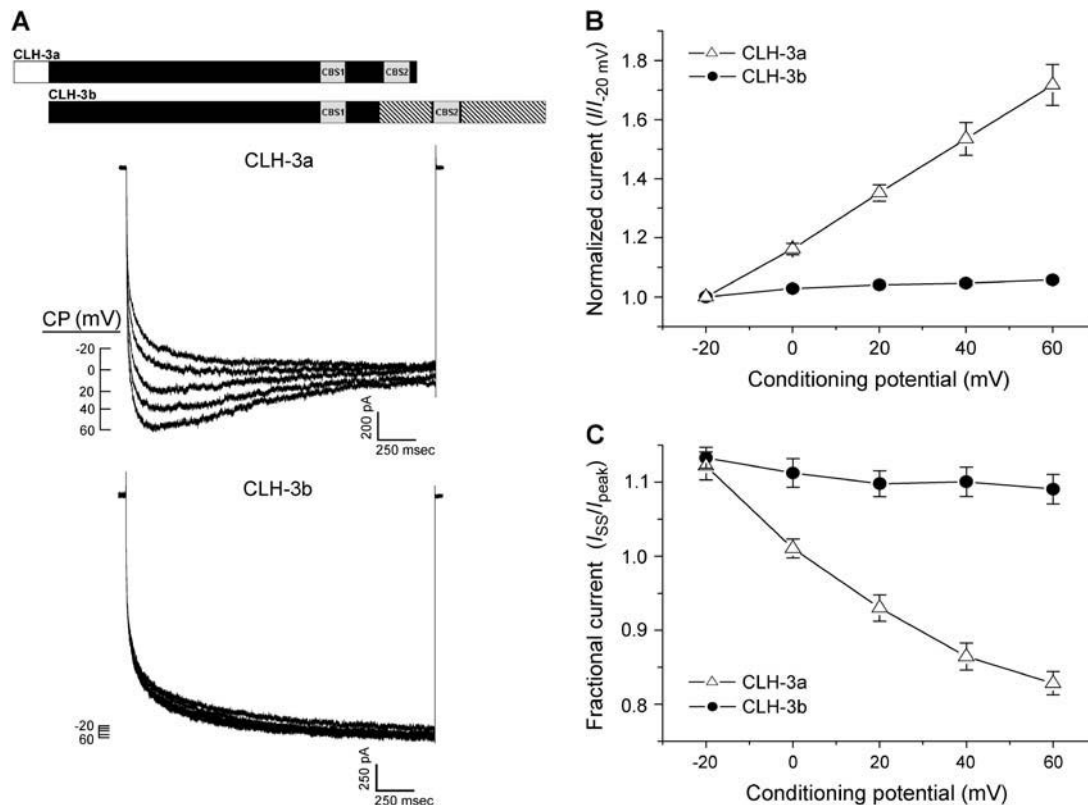 A
CLH-3a
CBS1 CBS2
CLH-3b
CBS1 CBS2
CLH-3a
CP (mV)
-20
0
20
40
60
200 pA
250 msec
CLH-3b
-20
60
250 pA
250 msec
B
Normalized current (I/I-20 mV)
1.8
1.6
1.4
1.2
1.0
CLH-3a
CLH-3b
-20 0 20 40 60
Conditioning potential (mV)
C
Fractional current (ISS/Ipeak)
1.1
1.0
0.9
0.8
CLH-3a
CLH-3b
-20 0 20 40 60
Conditioning potential (mV)